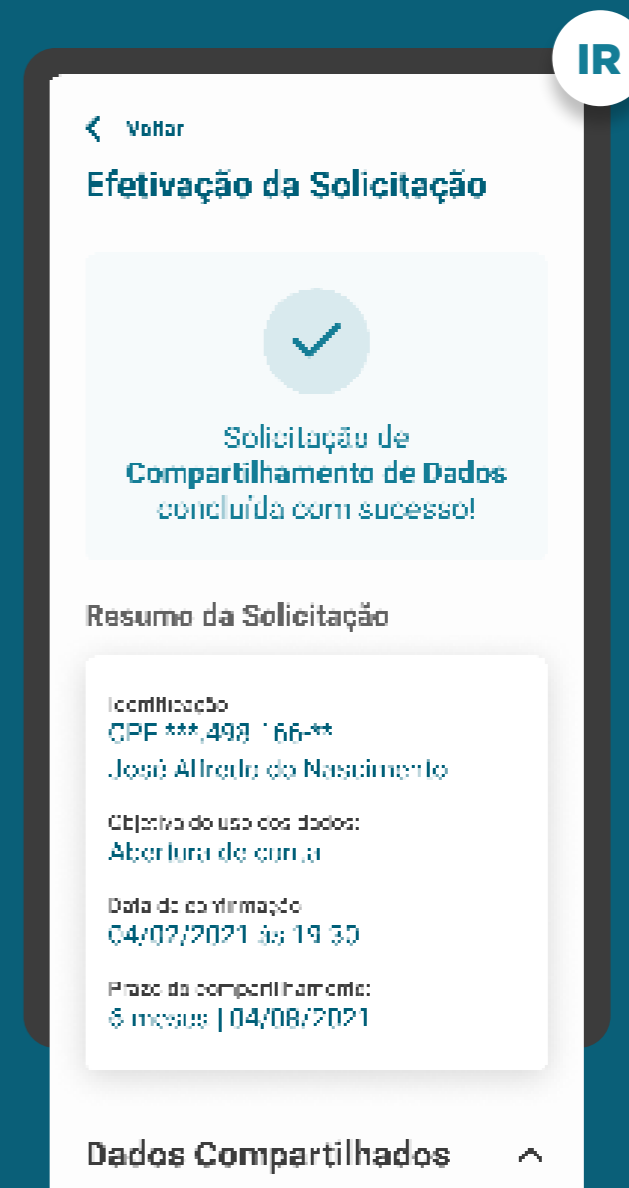 IR
Voltar
Efetivação da Solicitação
Solicitação de
Compartilhamento de Dados
concluída com sucesso!
Resumo da Solicitação
Identificação
CPF ***.498.166-**
José Alfredo do Nascimento
Objetivo do uso dos dados:
Abertura de conta
Data de confirmação
04/02/2021 às 19:30
Prazo de compartilhamento:
6 meses | 04/08/2021
Dados Compartilhados